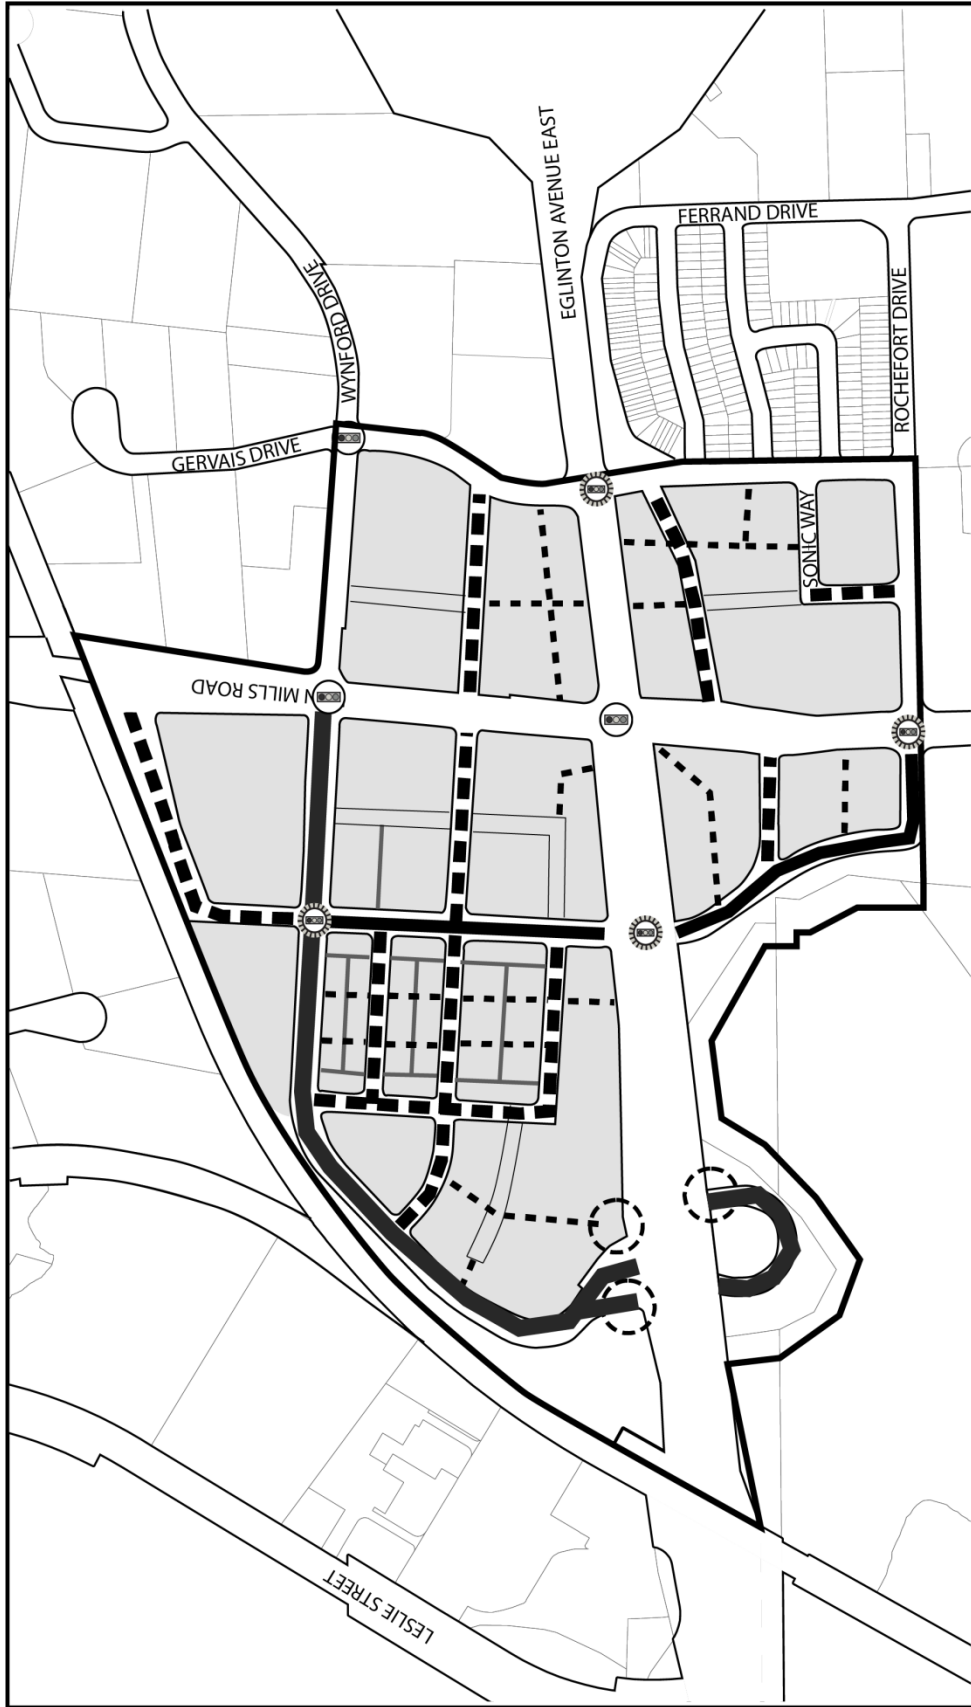 EGLINTON AVENUE EAST
FERRAND DRIVE
WYNFORD DRIVE
ROCHEFORT DRIVE
GERVAIS DRIVE
SONIC WAY
N MILLS ROAD
LESLIE STREET